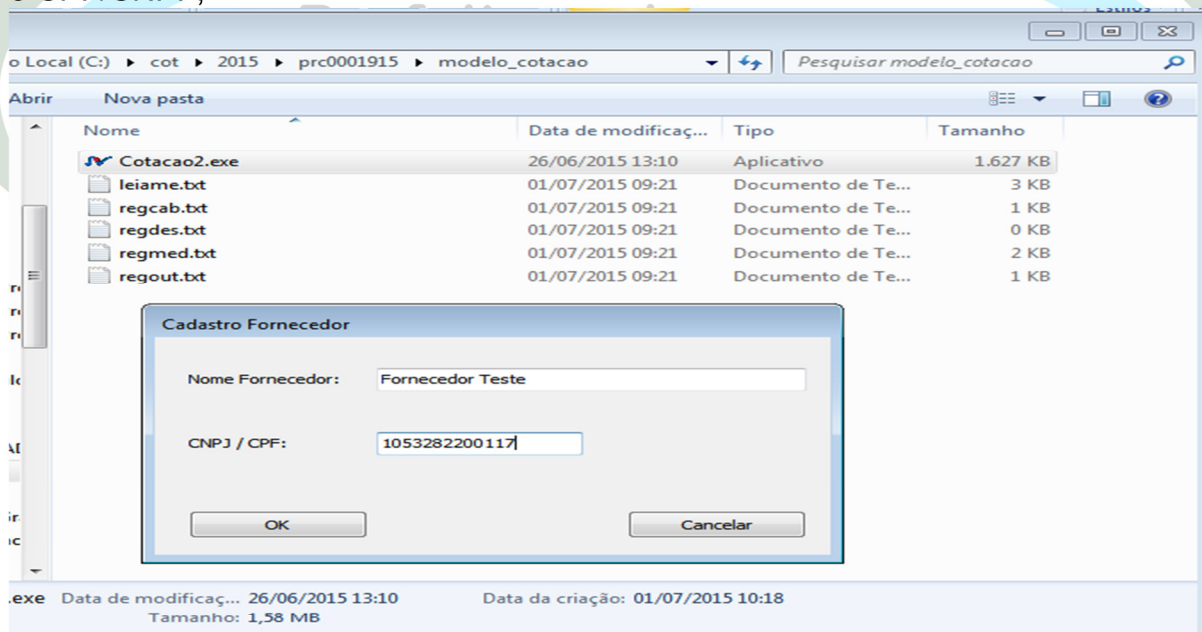 o Local (C:) ▸ cot ▸ 2015 ▸ prc0001915 ▸ modelo_cotacao Pesquisar modelo_cotacao
Abrir Nova pasta
Nome Data de modificaç... Tipo Tamanho
Cotacao2.exe 26/06/2015 13:10 Aplicativo 1.627 KB
leiame.txt 01/07/2015 09:21 Documento de Te... 3 KB
regcab.txt 01/07/2015 09:21 Documento de Te... 1 KB
regdes.txt 01/07/2015 09:21 Documento de Te... 0 KB
regmed.txt 01/07/2015 09:21 Documento de Te... 2 KB
regout.txt 01/07/2015 09:21 Documento de Te... 1 KB
Cadastro Fornecedor
Nome Fornecedor: Fornecedor Teste
CNPJ / CPF: 1053282200117
OK Cancelar
.exe Data de modificaç... 26/06/2015 13:10 Data da criação: 01/07/2015 10:18
Tamanho: 1,58 MB